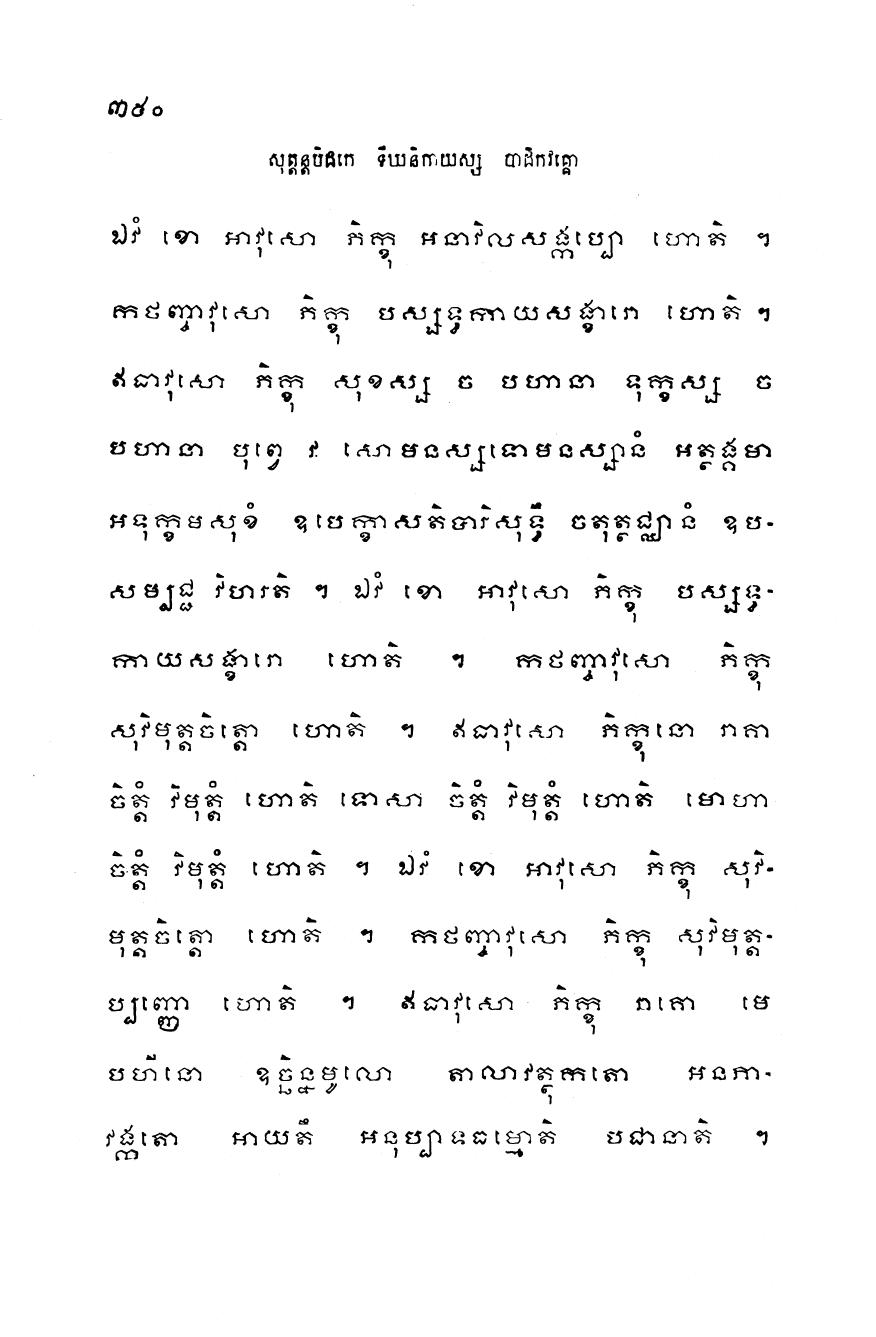 ៣៥០
សុត្តន្តបិដកេ ទីឃនិកាយស្ស បាដិកវគ្គោ
ឯវំ ខោ អាវុសោ ភិក្ខុ អនាវិលសង្កប្បោ ហោតិ ។
កថញ្ចាវុសោ ភិក្ខុ បស្សទ្ធកាយសង្ខារោ ហោតិ ។
ឥធាវុសោ ភិក្ខុ សុខស្ស ច បហានា ទុក្ខស្ស ច
បហានា បុព្វេ វ សោមនស្សទោមនស្សានំ អត្ថង្គមា
អទុក្ខមសុខំ ឧបេក្ខាសតិបារិសុទ្ធឹ ចតុត្ថជ្ឈានំ ឧប-
សម្បជ្ជ វិហរតិ ។ ឯវំ ខោ អាវុសោ ភិក្ខុ បស្សទ្ធ-
កាយសង្ខារោ ហោតិ ។ កថញ្ចាវុសោ ភិក្ខុ
សុវិមុត្តចិត្តោ ហោតិ ។ ឥធាវុសោ ភិក្ខុនោ រាគា
ចិត្តំ វិមុត្តំ ហោតិ ទោសា ចិត្តំ វិមុត្តំ ហោតិ មោហា
ចិត្តំ វិមុត្តំ ហោតិ ។ ឯវំ ខោ អាវុសោ ភិក្ខុ សុវិ-
មុត្តចិត្តោ ហោតិ ។ កថញ្ចាវុសោ ភិក្ខុ សុវិមុត្ត-
ប្បញ្ញោ ហោតិ ។ ឥធាវុសោ ភិក្ខុ រាគោ មេ
បហីនោ ឧច្ឆិន្នមូលោ តាលាវត្ថុកតោ អនភា-
វង្កតោ អាយតឹ អនុប្បាទធម្មោតិ បជានាតិ ។